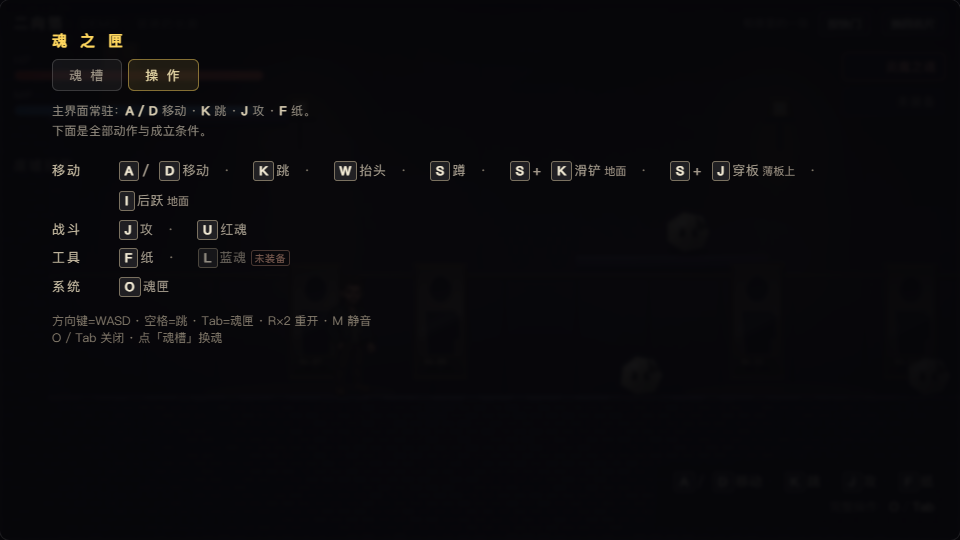 魂之匣
魂槽 操作
主界面常驻：A / D 移动 · K 跳 · J 攻 · F 纸。
下面是全部动作与成立条件。
移动 A / D 移动 · K 跳 · W 抬头 · S 蹲 · S + K 滑铲 地面 · S + J 穿板 薄板上 ·
I 后跃 地面
战斗 J 攻 · U 红魂
工具 F 纸 · L 蓝魂 未装备
系统 O 魂匣
方向键=WASD · 空格=跳 · Tab=魂匣 · R×2 重开 · M 静音
O / Tab 关闭 · 点「魂槽」换魂